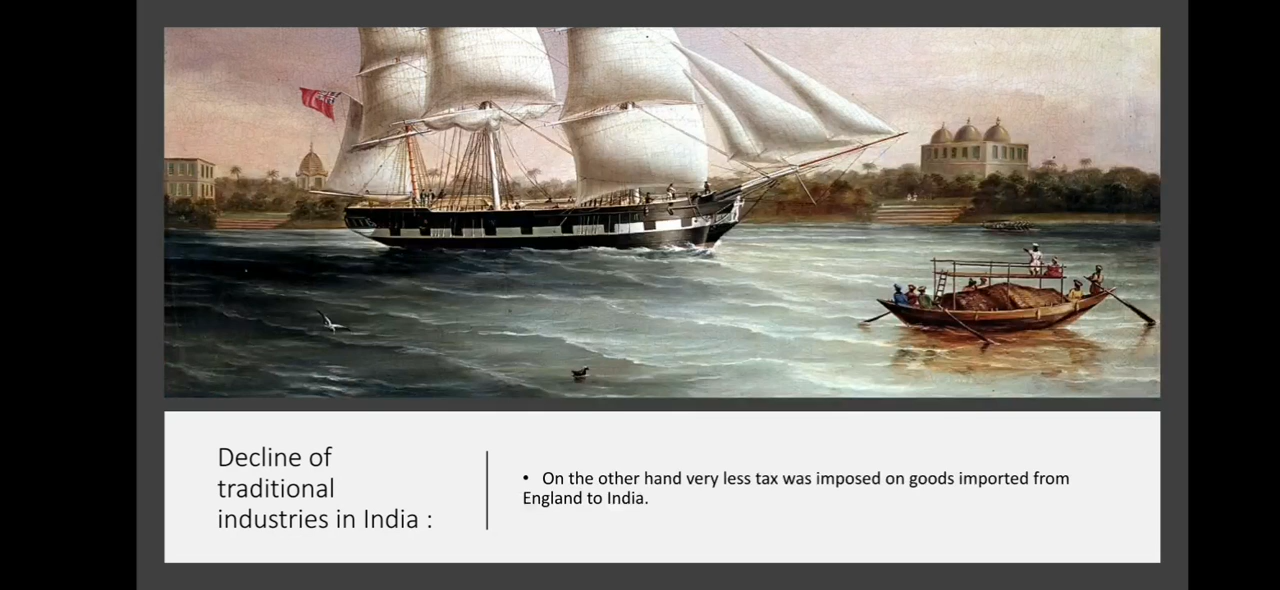 Decline of
traditional
industries in India :
• On the other hand very less tax was imposed on goods imported from
England to India.